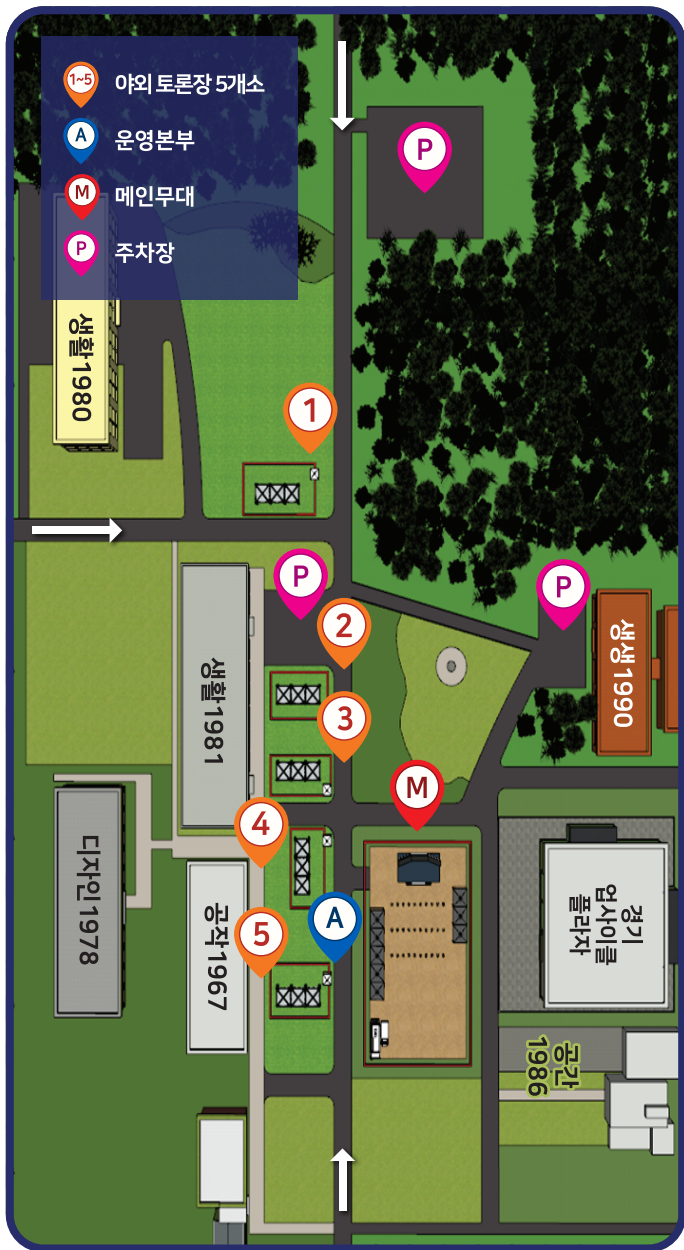 1~5 야외 토론장 5개소
A 운영본부
M 메인무대
P 주차장
P
생활1980
1
P
P
2
생생1990
생활1981
3
M
4
디자인1978
공작1967
A
5
경기
업사이클
플라자
공간
1986